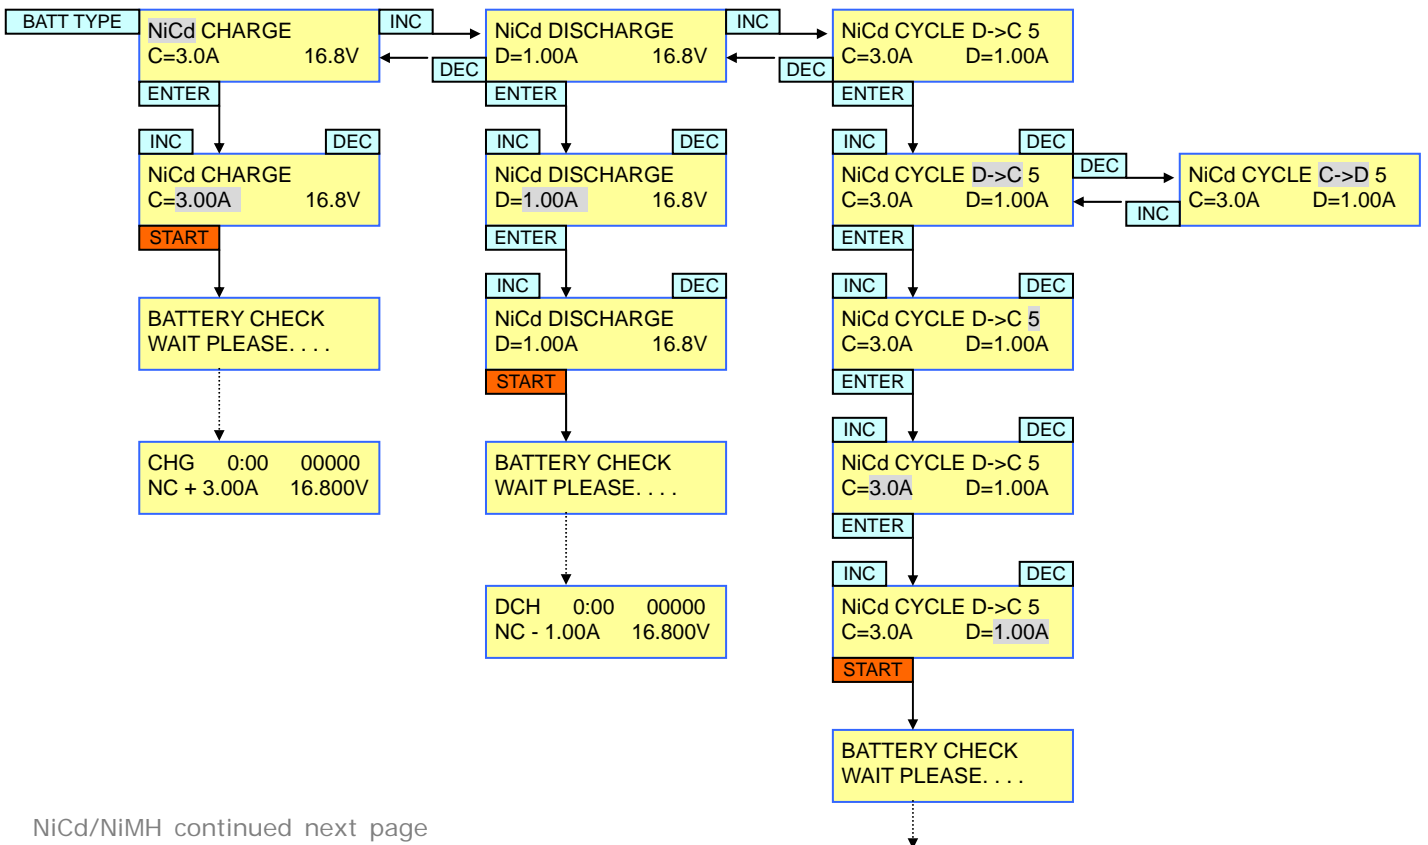 BATT TYPE
NiCd CHARGE
C=3.0A 16.8V
INC
DEC
NiCd DISCHARGE
D=1.00A 16.8V
INC
DEC
NiCd CYCLE D->C 5
C=3.0A D=1.00A
ENTER
ENTER
ENTER
INC
DEC
NiCd CHARGE
C=3.00A 16.8V
START
INC
DEC
NiCd DISCHARGE
D=1.00A 16.8V
ENTER
INC
DEC
NiCd CYCLE D->C 5
C=3.0A D=1.00A
ENTER
DEC
INC
NiCd CYCLE C->D 5
C=3.0A D=1.00A
BATTERY CHECK
WAIT PLEASE. . . .
INC
DEC
NiCd DISCHARGE
D=1.00A 16.8V
START
INC
DEC
NiCd CYCLE D->C 5
C=3.0A D=1.00A
ENTER
CHG 0:00 00000
NC + 3.00A 16.800V
BATTERY CHECK
WAIT PLEASE. . . .
INC
DEC
NiCd CYCLE D->C 5
C=3.0A D=1.00A
ENTER
DCH 0:00 00000
NC - 1.00A 16.800V
INC
DEC
NiCd CYCLE D->C 5
C=3.0A D=1.00A
START
BATTERY CHECK
WAIT PLEASE. . . .
NiCd/NiMH continued next page